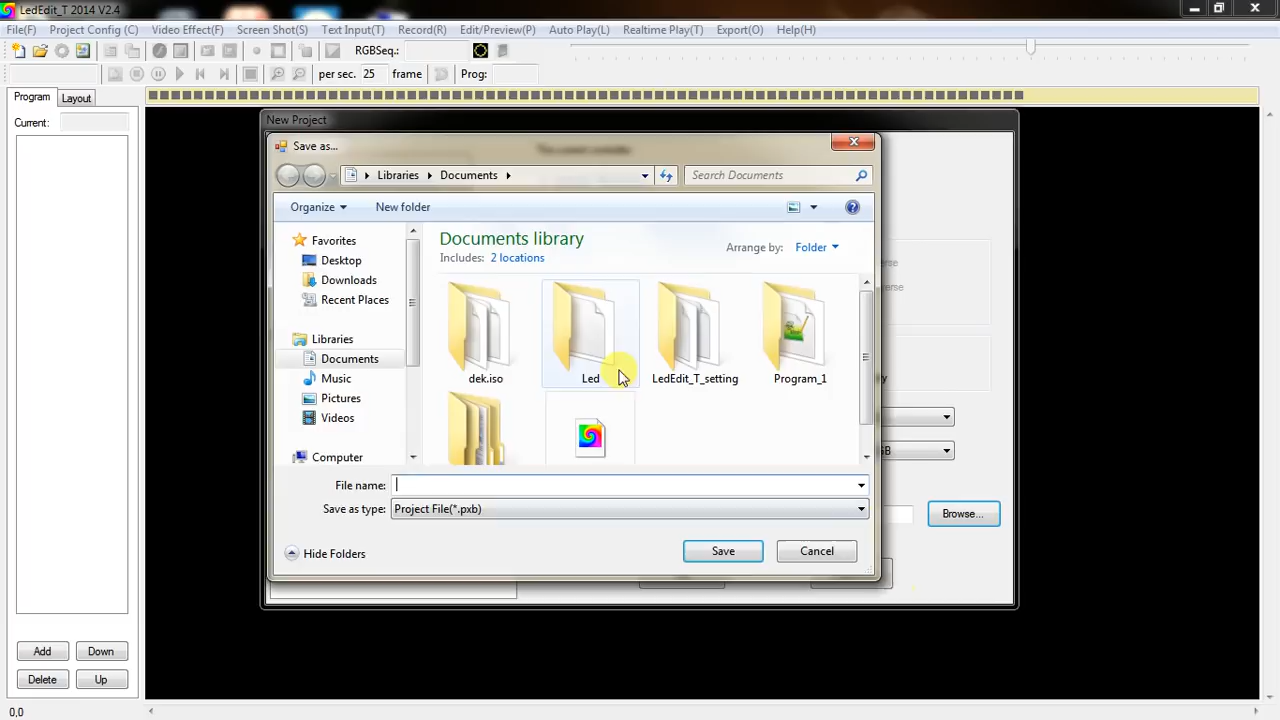 LedEdit_T 2014 V2.4
File(F) Project Config (C) Video Effect(F) Screen Shot(S) Text Input(T) Record(R) Edit/Preview(E) Auto Play(L) Realtime Play(T) Export(O) Help(H)
RGBSeq.:
per sec. 25 frame Prog:
Program Layout
Current:
New Project
Save as...
Libraries Documents Search Documents
Organize New folder
Favorites
Desktop
Downloads
Recent Places
Libraries
Documents
Music
Pictures
Videos
Computer
Documents library
Includes: 2 locations
Arrange by: Folder
dek.iso Led LedEdit_T_setting Program_1
File name:
Save as type: Project File(*.pxb)
Browse...
Hide Folders Save Cancel
Add Down
Delete Up
0,0